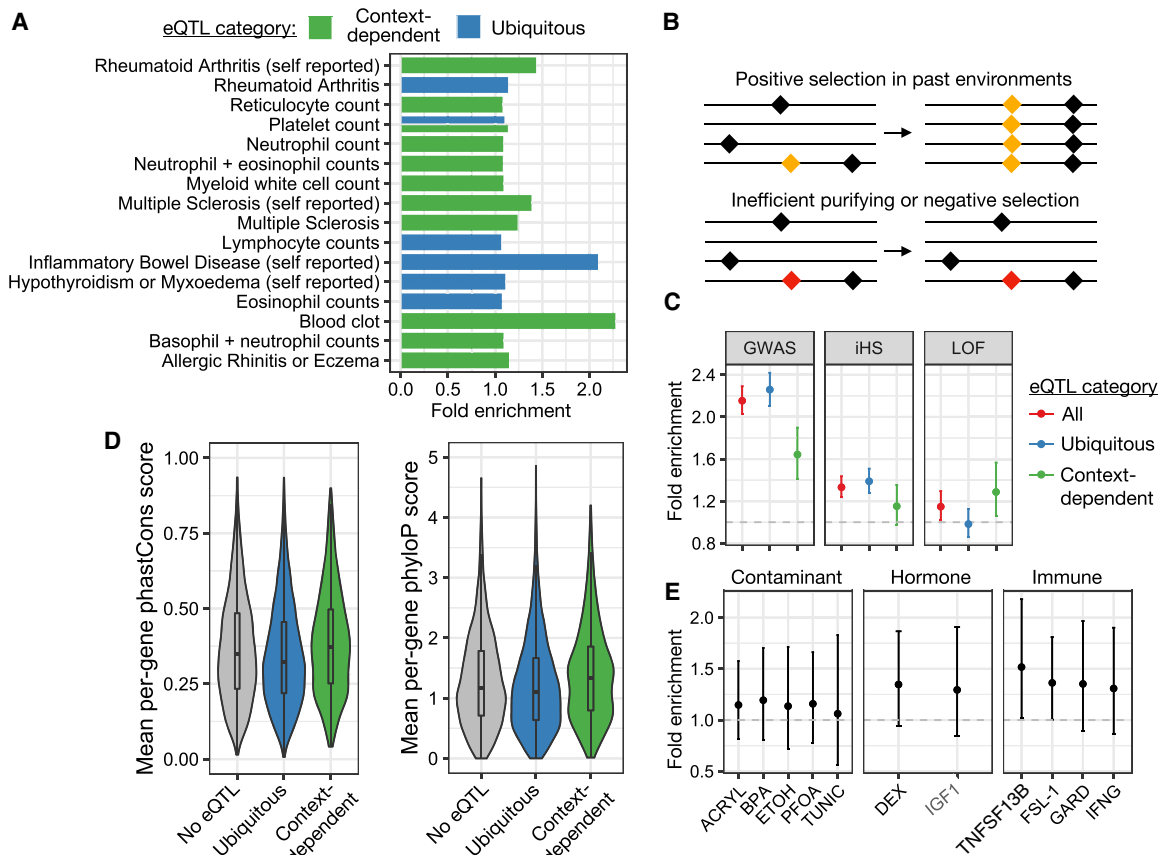 A
eQTL category:
Context-
dependent
Ubiquitous
Rheumatoid Arthritis (self reported)
Rheumatoid Arthritis
Reticulocyte count
Platelet count
Neutrophil count
Neutrophil + eosinophil counts
Myeloid white cell count
Multiple Sclerosis (self reported)
Multiple Sclerosis
Lymphocyte counts
Inflammatory Bowel Disease (self reported)
Hypothyroidism or Myxoedema (self reported)
Eosinophil counts
Blood clot
Basophil + neutrophil counts
Allergic Rhinitis or Eczema
0.0 0.5 1.0 1.5 2.0
Fold enrichment
B
Positive selection in past environments
Inefficient purifying or negative selection
C
GWAS iHS LOF
2.4
2.0
1.6
1.2
0.8
Fold enrichment
eQTL category
All
Ubiquitous
Context-
dependent
D
Mean per-gene phastCons score
1.00
0.75
0.50
0.25
0.00
No eQTL
Ubiquitous
Context-
Mean per-gene phyloP score
5
4
3
2
1
0
No eQTL
Ubiquitous
Context-
dependent
E
Contaminant Hormone Immune
Fold enrichment
2.0
1.5
1.0
0.5
ACRYL
BPA
ETOH
PFOA
TUNIC
DEX
IGF1
TNFSF13B
FSL-1
GARD
IFNG